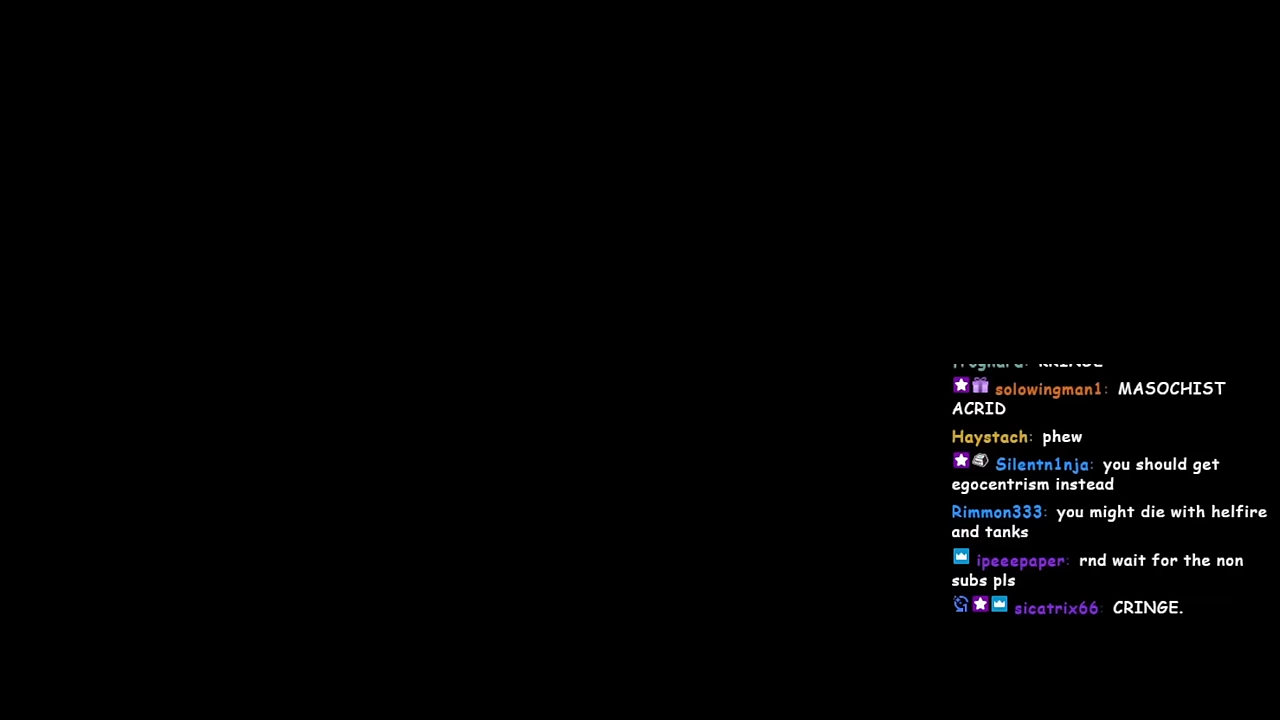 solowingman1: MASOCHIST
ACRID
Haystach: phew
Silentn1nja: you should get
egocentrism instead
Rimmon333: you might die with helfire
and tanks
ipeeepaper: rnd wait for the non
subs pls
sicatrix66: CRINGE.